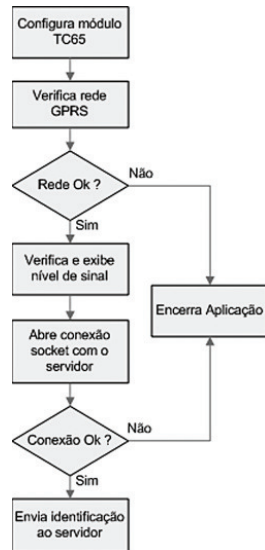 Configura módulo
TC65
Verifica rede
GPRS
Rede Ok ?
Não
Sim
Verifica e exibe
nível de sinal
Encerra Aplicação
Abre conexão
socket com o
servidor
Conexão Ok ?
Não
Sim
Envia identificação
ao servidor